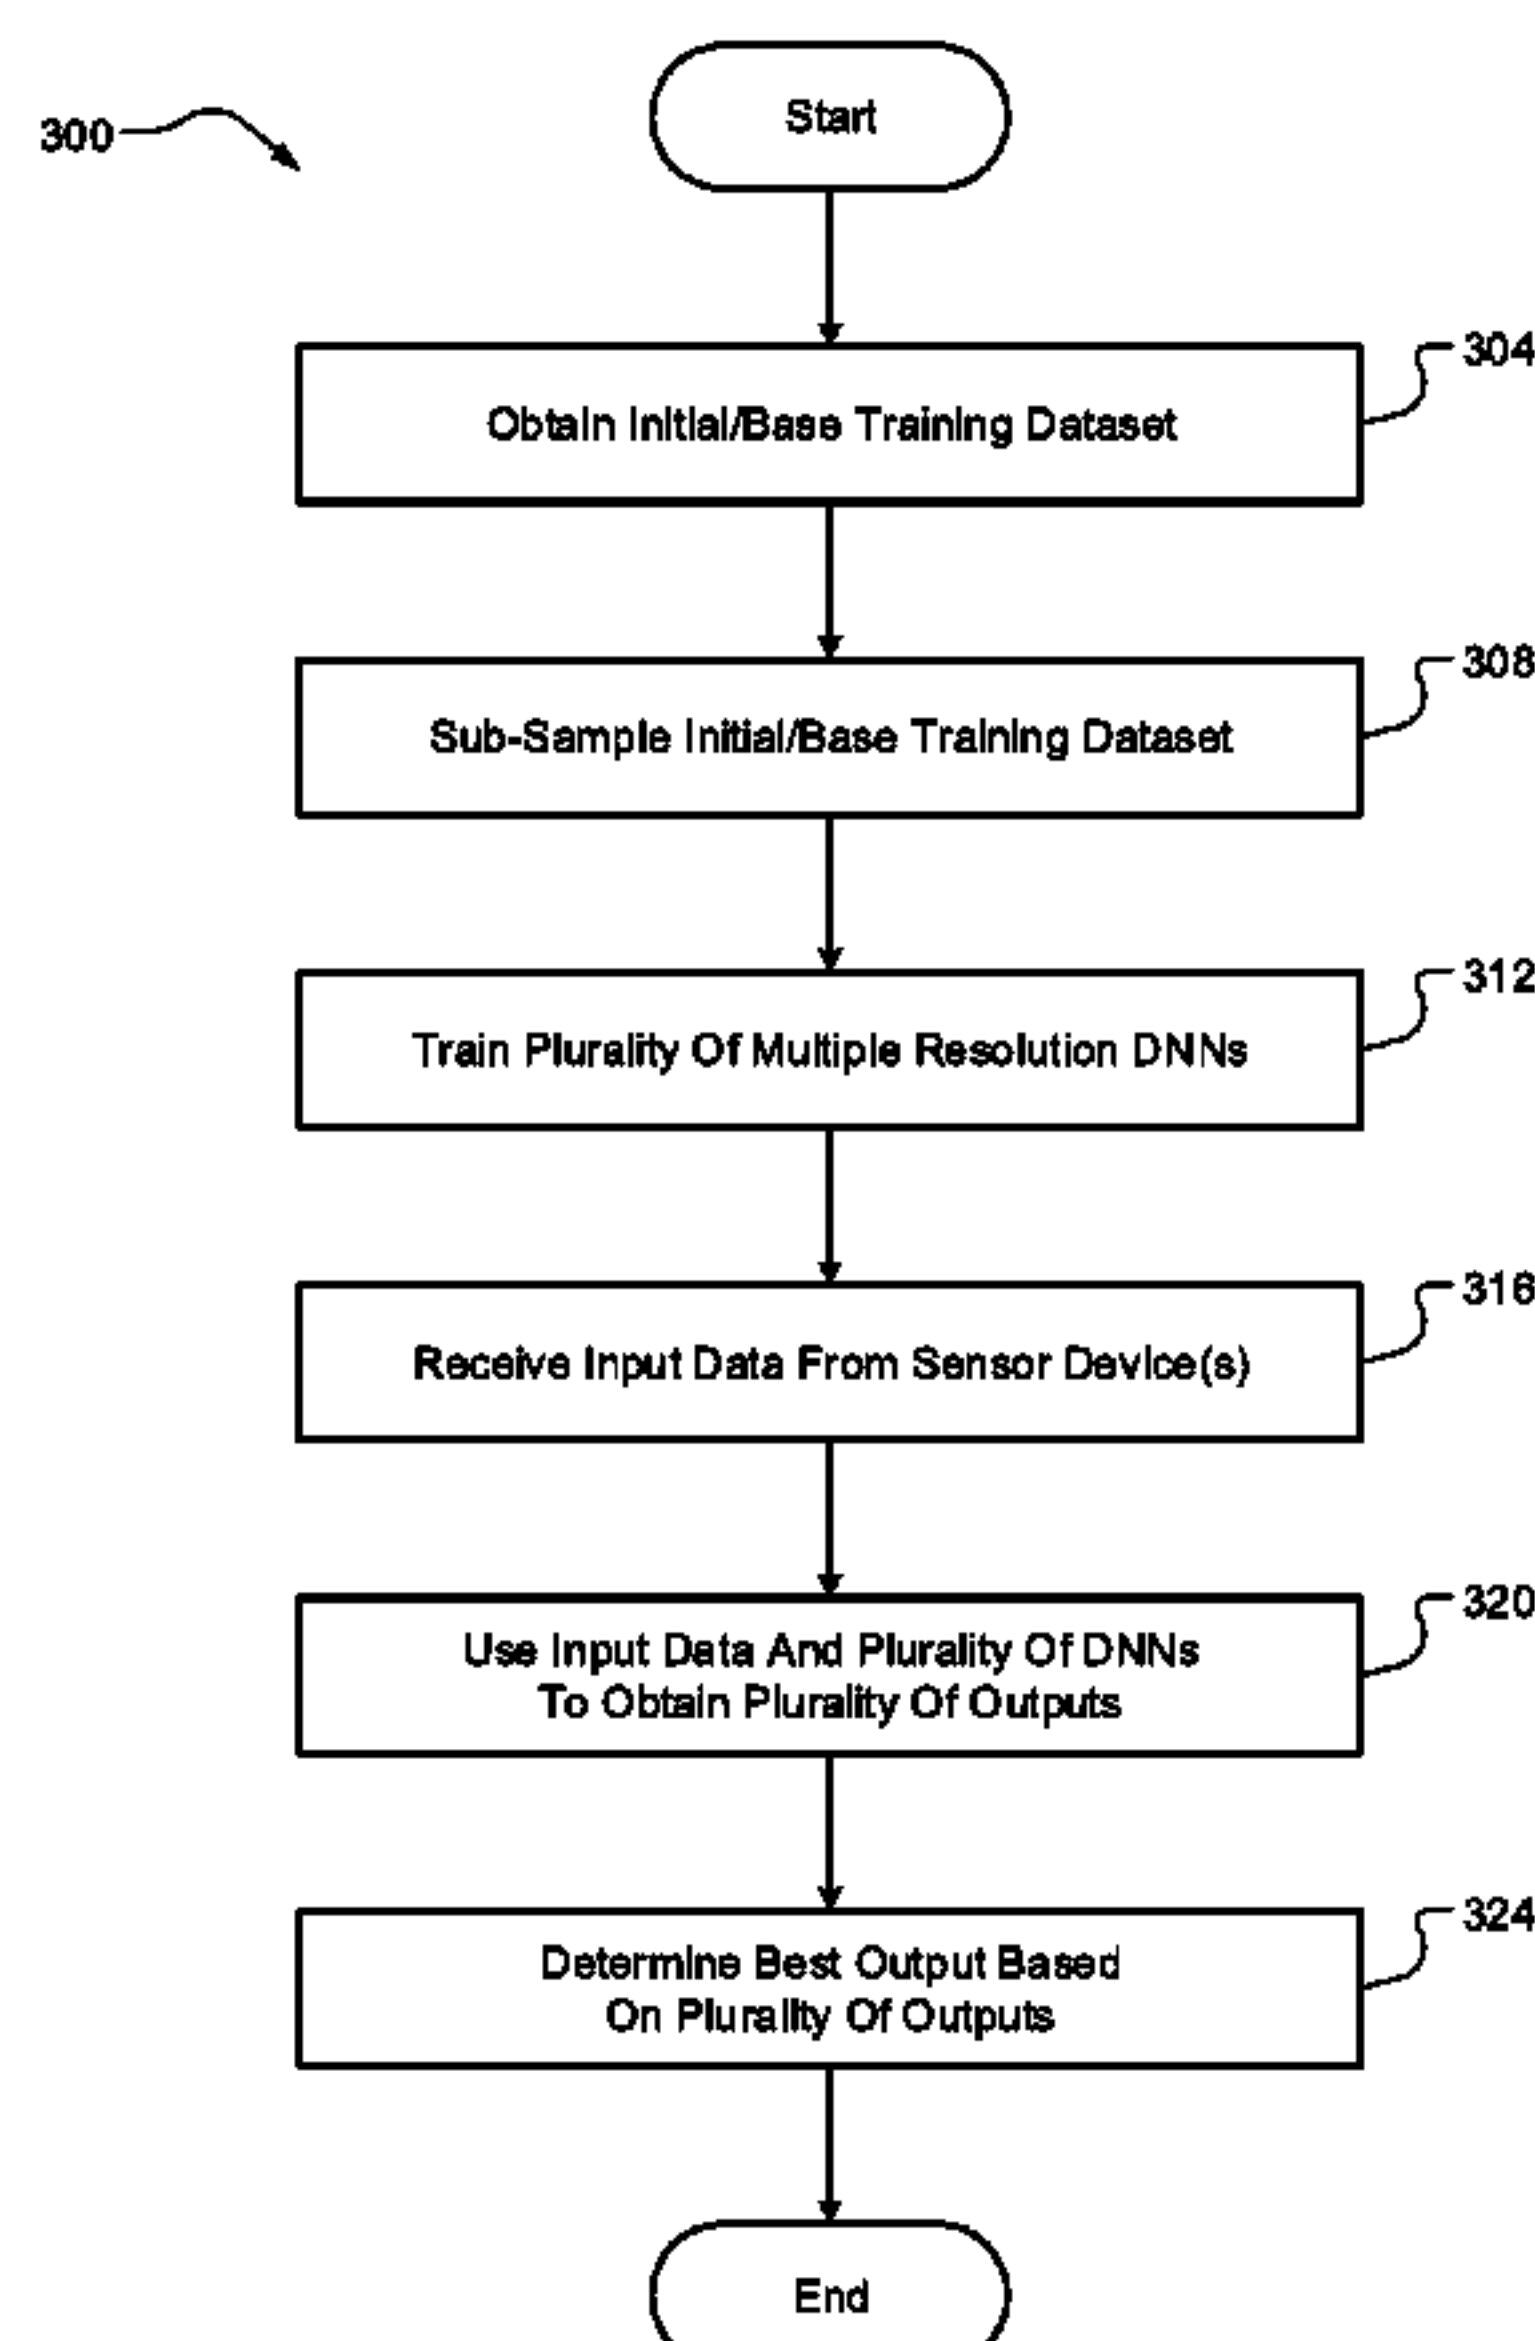 300
Start
304
Obtain Initial/Base Training Dataset
308
Sub-Sample Initial/Base Training Dataset
312
Train Plurality Of Multiple Resolution DNNs
316
Receive Input Data From Sensor Device(s)
320
Use Input Data And Plurality Of DNNs
To Obtain Plurality Of Outputs
324
Determine Best Output Based
On Plurality Of Outputs
End